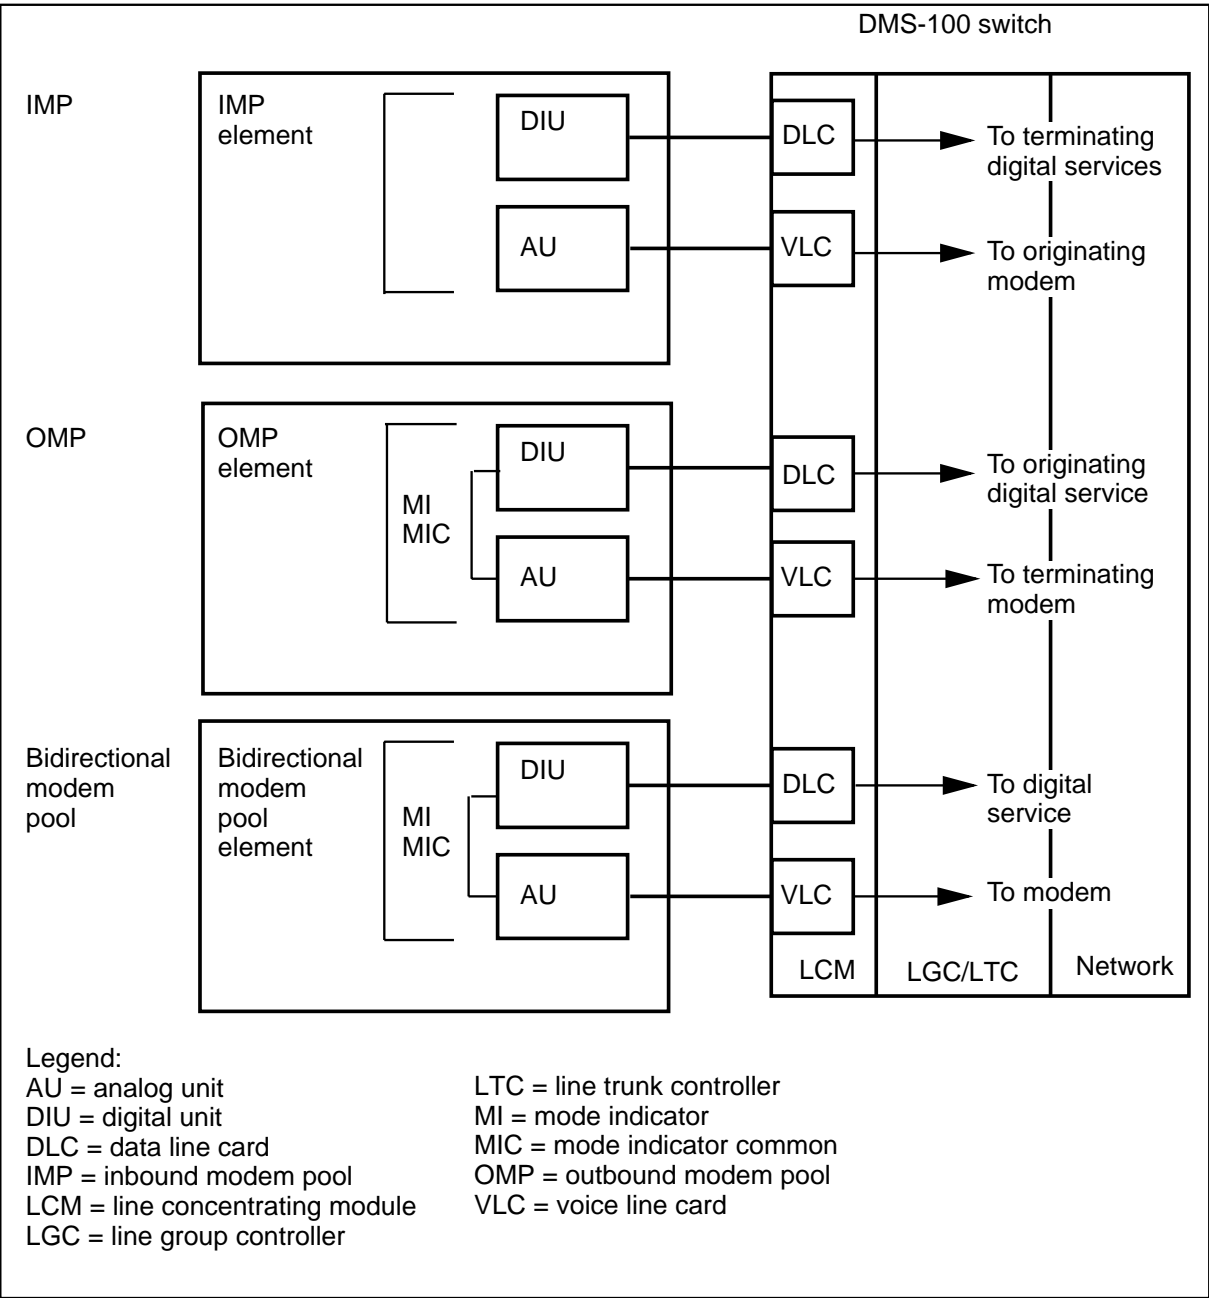 DMS-100 switch
IMP
IMP
element
DIU
AU
DLC
VLC
To terminating
digital services
To originating
modem
OMP
OMP
element
MI
MIC
DIU
AU
DLC
VLC
To originating
digital service
To terminating
modem
Bidirectional
modem
pool
Bidirectional
modem
pool
element
MI
MIC
DIU
AU
DLC
VLC
To digital
service
To modem
LCM
LGC/LTC
Network
Legend:
AU = analog unit
DIU = digital unit
DLC = data line card
IMP = inbound modem pool
LCM = line concentrating module
LGC = line group controller
LTC = line trunk controller
MI = mode indicator
MIC = mode indicator common
OMP = outbound modem pool
VLC = voice line card